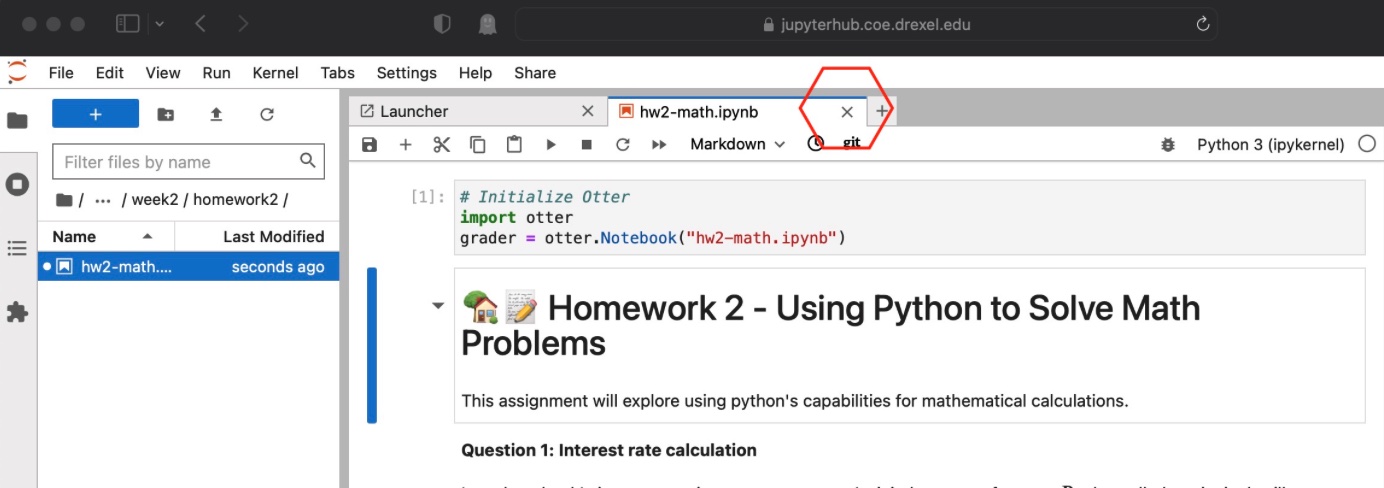 jupyterhub.coe.drexel.edu
File Edit View Run Kernel Tabs Settings Help Share
Launcher
hw2-math.ipynb
Markdown
git
Python 3 (ipykernel)
Filter files by name
/ ... / week2 / homework2 /
Name Last Modified
hw2-math.... seconds ago
[1]:
# Initialize Otter
import otter
grader = otter.Notebook("hw2-math.ipynb")
Homework 2 - Using Python to Solve Math
Problems
This assignment will explore using python's capabilities for mathematical calculations.
Question 1: Interest rate calculation